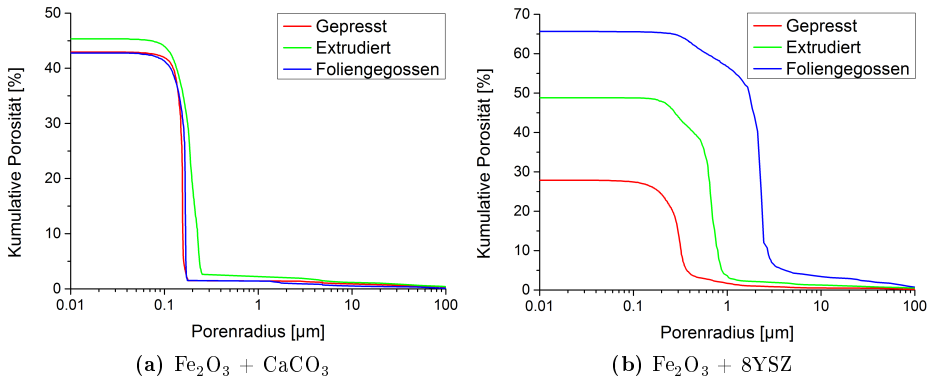 50
40
30
20
10
0
Kumulative Porosität [%]
0.01
0.1
1
10
100
Porenradius [µm]
Gepresst
Extrudiert
Foliengegossen
(a) Fe₂O₃ + CaCO₃
70
60
50
40
30
20
10
0
Kumulative Porosität [%]
0.01
0.1
1
10
100
Porenradius [µm]
Gepresst
Extrudiert
Foliengegossen
(b) Fe₂O₃ + 8YSZ